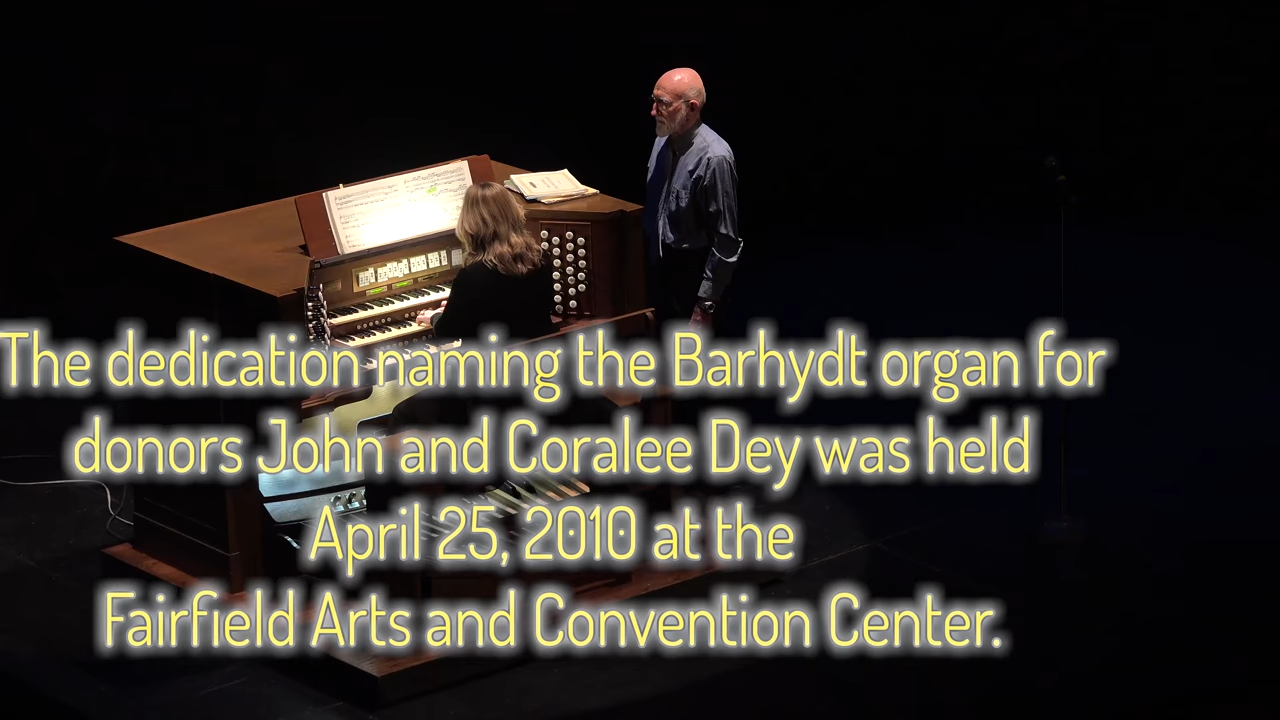 The dedication naming the Barhydt organ for
donors John and Coralee Dey was held
April 25, 2010 at the
Fairfield Arts and Convention Center.